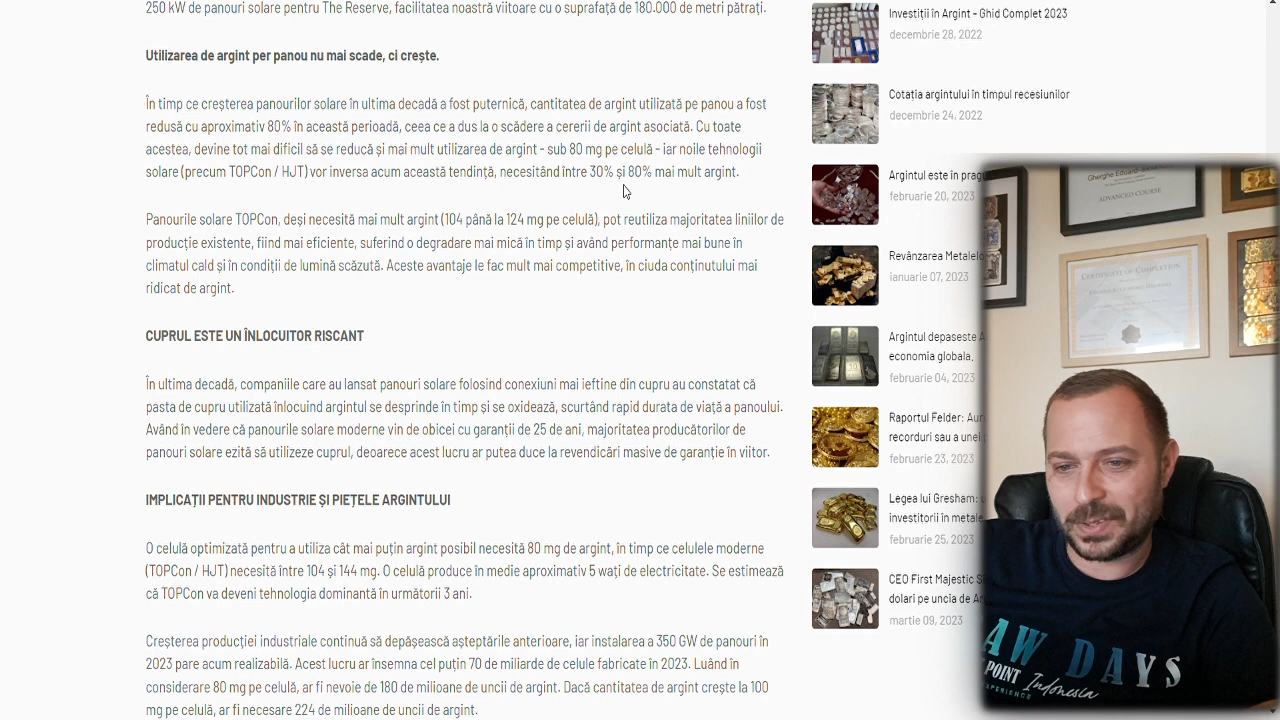 250 kW de panouri solare pentru The Reserve, facilitatea noastră viitoare cu o suprafață de 180.000 de metri pătrați.
Utilizarea de argint per panou nu mai scade, ci crește.
În timp ce creșterea panourilor solare în ultima decadă a fost puternică, cantitatea de argint utilizată pe panou a fost
redusă cu aproximativ 80% în această perioadă, ceea ce a dus la o scădere a cererii de argint asociată. Cu toate
acestea, devine tot mai dificil să se reducă și mai mult utilizarea de argint - sub 80 mg pe celulă - iar noile tehnologii
solare (precum TOPCon / HJT) vor inversa acum această tendință, necesitând între 30% și 80% mai mult argint.
Panourile solare TOPCon, deși necesită mai mult argint (104 până la 124 mg pe celulă), pot reutiliza majoritatea liniilor de
producție existente, fiind mai eficiente, suferind o degradare mai mică în timp și având performanțe mai bune în
climatul cald și în condiții de lumină scăzută. Aceste avantaje le fac mult mai competitive, în ciuda conținutului mai
ridicat de argint.
CUPRUL ESTE UN ÎNLOCUITOR RISCANT
În ultima decadă, companiile care au lansat panouri solare folosind conexiuni mai ieftine din cupru au constatat că
pasta de cupru utilizată înlocuind argintul se desprinde în timp și se oxidează, scurtând rapid durata de viață a panoului.
Având în vedere că panourile solare moderne vin de obicei cu garanții de 25 de ani, majoritatea producătorilor de
panouri solare ezită să utilizeze cuprul, deoarece acest lucru ar putea duce la revendicări masive de garanție în viitor.
IMPLICAȚII PENTRU INDUSTRIE ȘI PIEȚELE ARGINTULUI
O celulă optimizată pentru a utiliza cât mai puțin argint posibil necesită 80 mg de argint, în timp ce celulele moderne
(TOPCon / HJT) necesită între 104 și 144 mg. O celulă produce în medie aproximativ 5 wați de electricitate. Se estimează
că TOPCon va deveni tehnologia dominantă în următorii 3 ani.
Creșterea producției industriale continuă să depășească așteptările anterioare, iar instalarea a 350 GW de panouri în
2023 pare acum realizabilă. Acest lucru ar însemna cel puțin 70 de miliarde de celule fabricate în 2023. Luând în
considerare 80 mg pe celulă, ar fi nevoie de 180 de milioane de uncii de argint. Dacă cantitatea de argint crește la 100
mg pe celulă, ar fi necesare 224 de milioane de uncii de argint.
Investiții în Argint - Ghid Complet 2023
decembrie 28, 2022
Cotația argintului în timpul recesiunilor
decembrie 24, 2022
Argintul este în prag
februarie 20, 2023
Revânzarea Metalelo
ianuarie 07, 2023
Argintul depaseste A
economia globala.
februarie 04, 2023
Raportul Felder: Aur
recorduri sau a unei
februarie 23, 2023
Legea lui Gresham:
investitorii în metale
februarie 25, 2023
CEO First Majestic S
dolari pe uncia de Ar
martie 09, 2023
Gherghe Eduard
ADVANCED COURSE
CERTIFICATE OF COMPLETION
AW DAYS
POINT Indonesia
EXPERIENCE